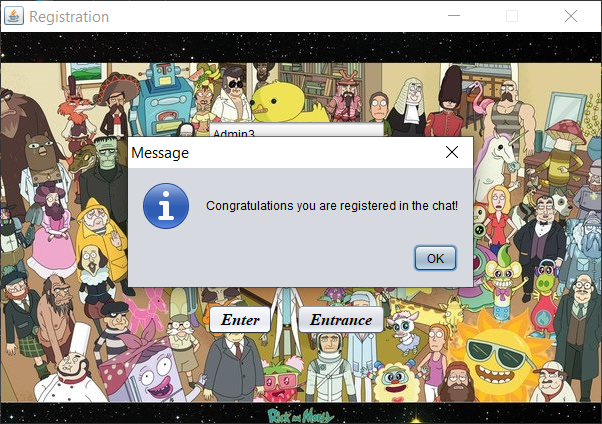 Registration
Admin3
Message
Congratulations you are registered in the chat!
OK
Enter
Entrance
Rick and Morty